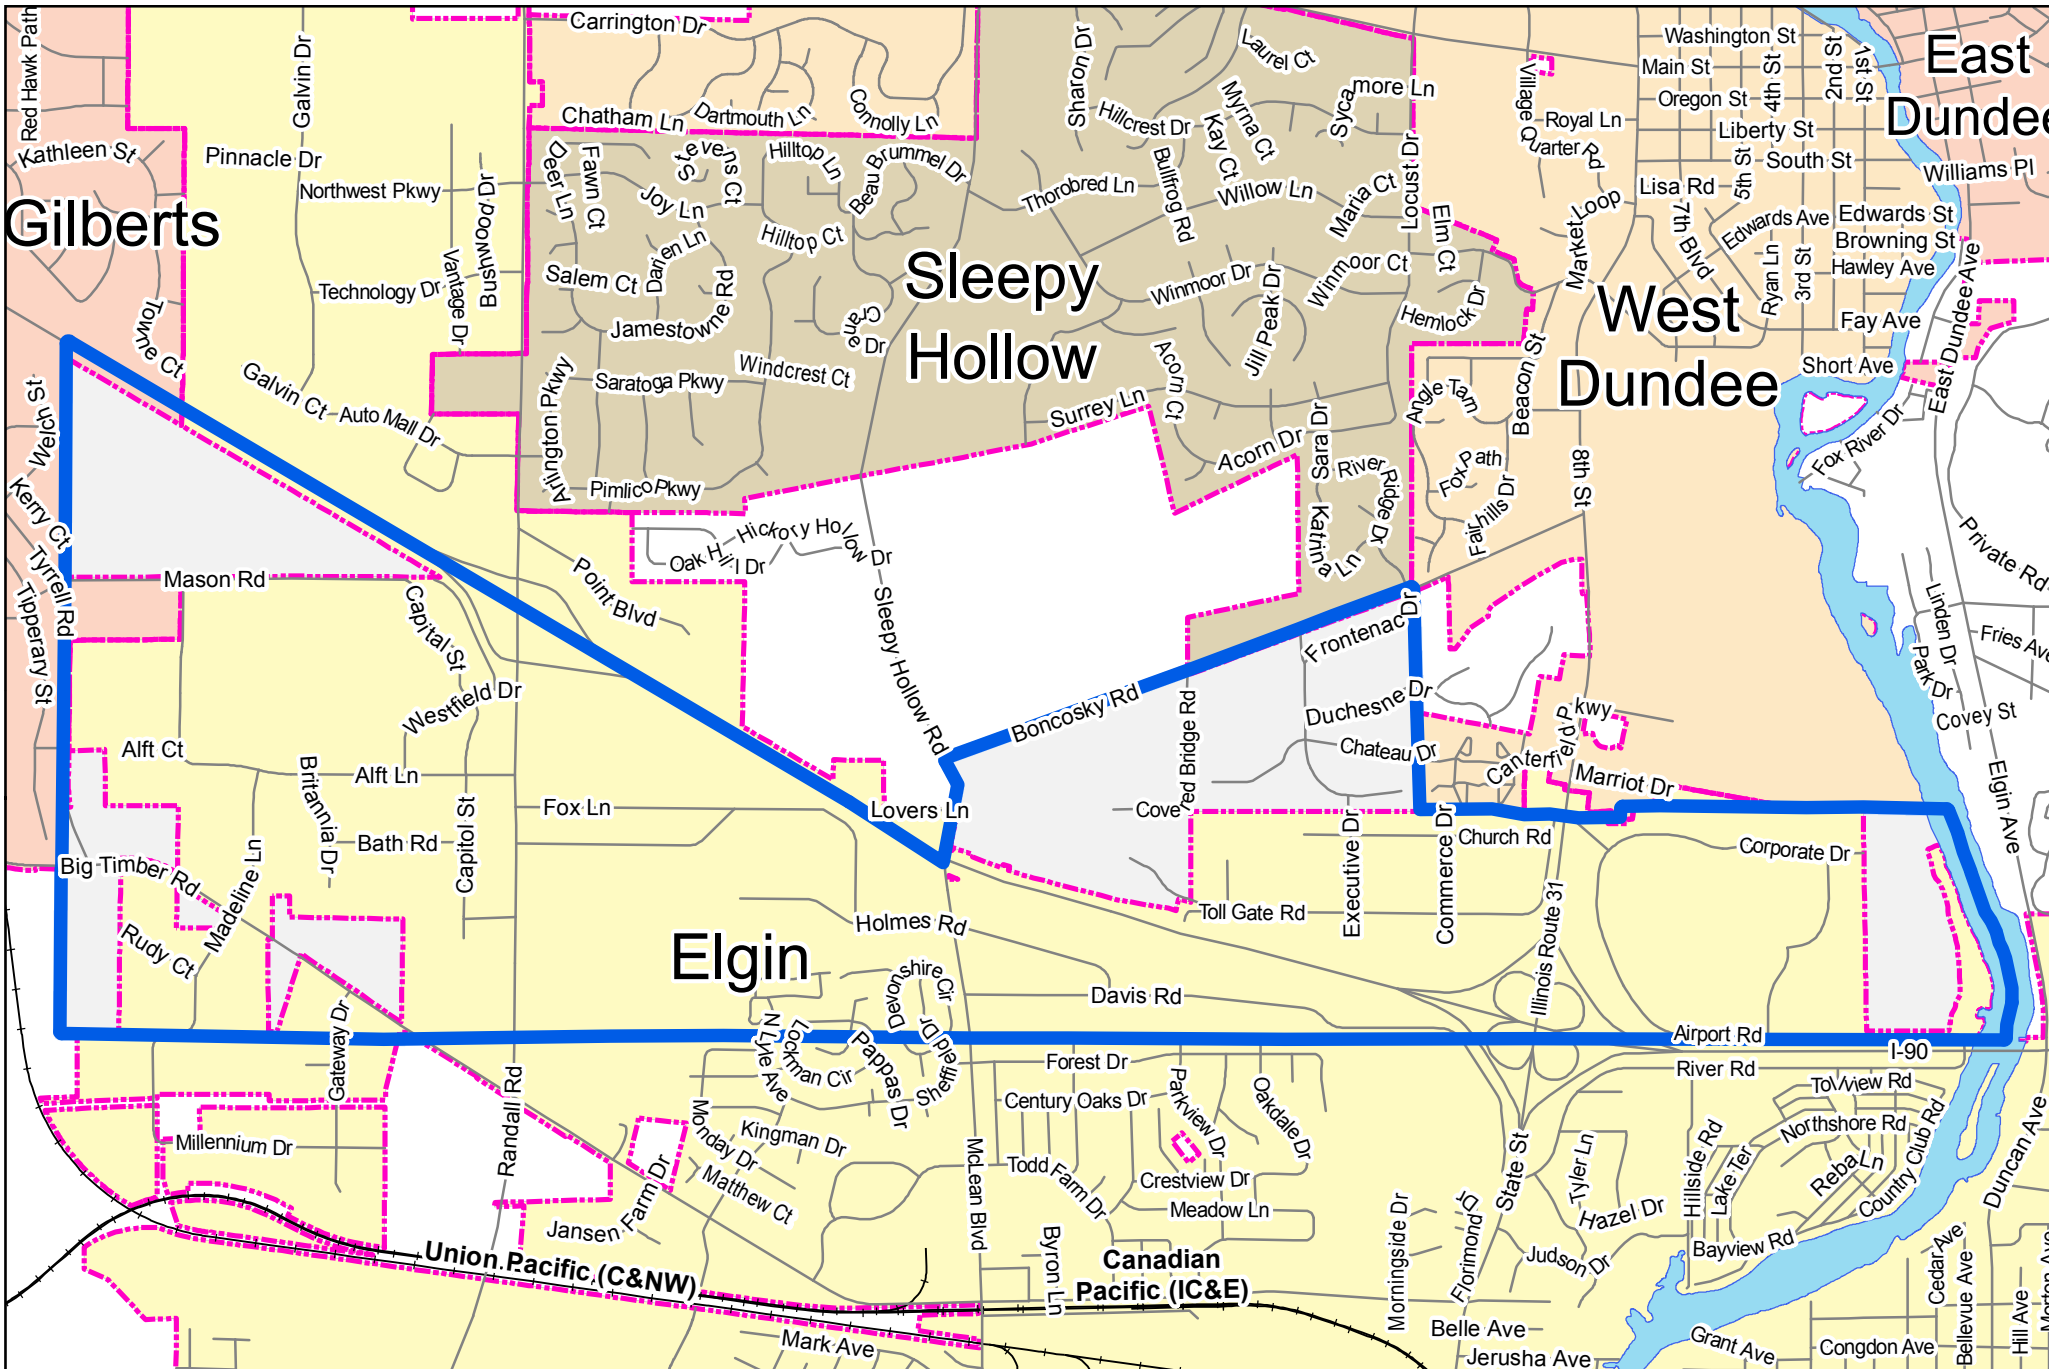 Carrington Dr
Red Hawk Path
Galvin Dr
Sharon Dr
Laurel Ct
Washington St
Main St
Oregon St
4th St
2nd St
1st St
East
Dundee
Village Quarter Rd
Royal Ln
Liberty St
South St
5th St
Williams Pl
Chatham Ln
Dartmouth Ln
Connolly Ln
Hillcrest Dr
Myrna Ct
Kay Ct
Sycamore Ln
Kathleen St
Pinnacle Dr
Northwest Pkwy
Brunswood Dr
Deer Ln
Fawn Ct
Stevens Ct
Hilltop Ln
Beau Brummel Dr
Thorobred Ln
Bullfrog Rd
Willow Ln
Maria Ct
Locust Dr
Elm Ct
Market Loop
Lisa Rd
7th Blvd
Edwards Ave
Edwards St
Browning St
Hawley Ave
Ryan Ln
3rd St
Gilberts
Joy Ln
Hilltop Ct
Darien Ln
Salem Ct
Sleepy
Hollow
Winmoor Dr
Jill Peak Dr
Winmoor Ct
Hemlock Dr
West
Dundee
Fay Ave
Short Ave
East Dundee Ave
Technology Dr
Vantage Dr
Towne Ct
Jamestowne Rd
Crane Dr
Windcrest Ct
Saratoga Pkwy
Arlington Pkwy
Pimlico Pkwy
Galvin Ct
Auto Mall Dr
Surrey Ln
Acorn Ct
Acorn Dr
Sara Dr
River Ridge Dr
Katrina Ln
Angle Tarn
Beacon St
Fox Path
Fairhills Dr
8th St
Fox River Dr
Private Rd
Welch St
Kerry Ct
Tyrrell Rd
Tipperary St
Mason Rd
Capital St
Westfield Dr
Point Blvd
Oak Hill Dr
Hickory Hollow Dr
Sleepy Hollow Rd
Boncosky Rd
Frontenac Dr
Duchesne Dr
Chateau Dr
Covered Bridge Rd
Canterfield Pkwy
Marriot Dr
Linden Dr
Park Dr
Fries Ave
Covey St
Elgin Ave
Alft Ct
Alft Ln
Britannia Dr
Bath Rd
Capitol St
Fox Ln
Lovers Ln
Executive Dr
Commerce Dr
Church Rd
Corporate Dr
Big Timber Rd
Madeline Ln
Rudy Ct
Elgin
Holmes Rd
Toll Gate Rd
Illinois Route 31
Gateway Dr
Devonshire Cir
Davis Rd
Airport Rd
I-90
N Lyle Ave
Lockman Cir
Pappas Dr
Sheffield Dr
Forest Dr
River Rd
Century Oaks Dr
Parkview Dr
Oakdale Dr
Northshore Rd
Country Club Rd
Duncan Ave
Millennium Dr
Randall Rd
Monday Dr
Kingman Dr
Matthew Ct
Jansen Farm Dr
McLean Blvd
Todd Farm Dr
Crestview Dr
Meadow Ln
State St
Tyler Ln
Hazel Dr
Hillside Rd
Lake Ter
Reba Ln
Union Pacific (C&NW)
Byron Ln
Canadian
Pacific (IC&E)
Morningside Dr
Florimond Dr
Judson Dr
Bayview Rd
Cedar Ave
Bellevue Ave
Hill Ave
Morton Ave
Mark Ave
Belle Ave
Jerusha Ave
Grant Ave
Congdon Ave